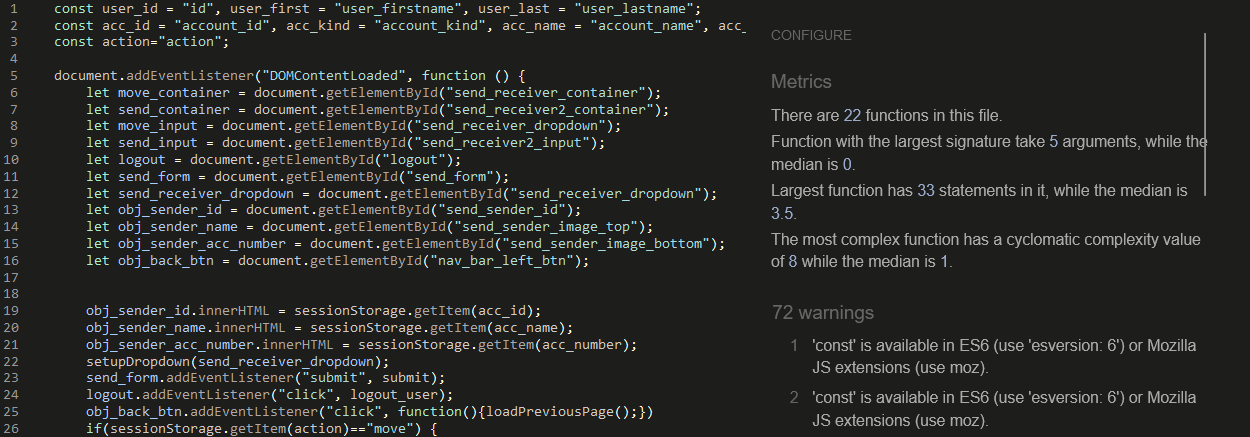 1 const user_id = "id", user_first = "user_firstname", user_last = "user_lastname";
2 const acc_id = "account_id", acc_kind = "account_kind", acc_name = "account_name", acc_
3 const action="action";
4
5 document.addEventListener("DOMContentLoaded", function () {
6 let move_container = document.getElementById("send_receiver_container");
7 let send_container = document.getElementById("send_receiver2_container");
8 let move_input = document.getElementById("send_receiver_dropdown");
9 let send_input = document.getElementById("send_receiver2_input");
10 let logout = document.getElementById("logout");
11 let send_form = document.getElementById("send_form");
12 let send_receiver_dropdown = document.getElementById("send_receiver_dropdown");
13 let obj_sender_id = document.getElementById("send_sender_id");
14 let obj_sender_name = document.getElementById("send_sender_image_top");
15 let obj_sender_acc_number = document.getElementById("send_sender_image_bottom");
16 let obj_back_btn = document.getElementById("nav_bar_left_btn");
17
18
19 obj_sender_id.innerHTML = sessionStorage.getItem(acc_id);
20 obj_sender_name.innerHTML = sessionStorage.getItem(acc_name);
21 obj_sender_acc_number.innerHTML = sessionStorage.getItem(acc_number);
22 setupDropdown(send_receiver_dropdown);
23 send_form.addEventListener("submit", submit);
24 logout.addEventListener("click", logout_user);
25 obj_back_btn.addEventListener("click", function(){loadPreviousPage();})
26 if(sessionStorage.getItem(action)=="move") {
CONFIGURE
Metrics
There are 22 functions in this file.
Function with the largest signature take 5 arguments, while the
median is 0.
Largest function has 33 statements in it, while the median is
3.5.
The most complex function has a cyclomatic complexity value
of 8 while the median is 1.
72 warnings
1 'const' is available in ES6 (use 'esversion: 6') or Mozilla
JS extensions (use moz).
2 'const' is available in ES6 (use 'esversion: 6') or Mozilla
JS extensions (use moz).